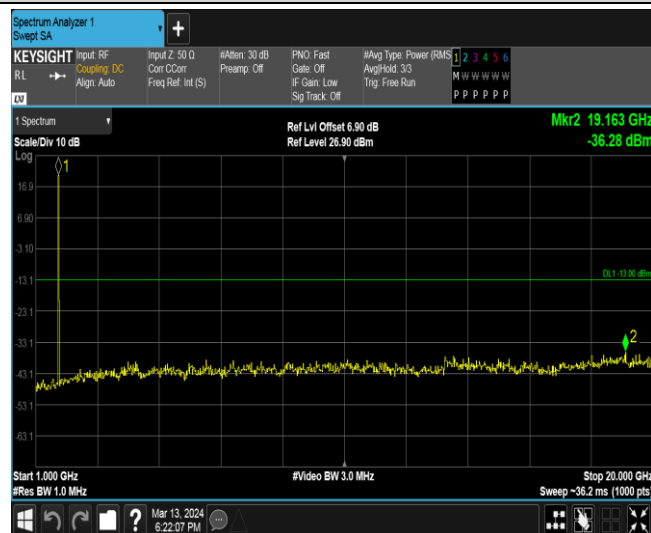 Spectrum Analyzer 1
Swept SA
+
KEYSIGHT
RL
Input: RF
Coupling: DC
Align: Auto
Input Z: 50 Ω
Corr CCorr
Freq Ref: Int (S)
#Atten: 30 dB
Preamp: Off
PNO: Fast
Gate: Off
IF Gain: Low
Sig Track: Off
#Avg Type: Power (RMS
Avg|Hold: 3/3
Trig: Free Run
1 2 3 4 5 6
M W W W W W
P P P P P P
1 Spectrum
Scale/Div 10 dB
Ref Lvl Offset 6.90 dB
Ref Level 26.90 dBm
Mkr2 19.163 GHz
-36.28 dBm
Log
1
16.9
6.90
-3.10
DL1 -13.00 dBm
-13.1
-23.1
-33.1
2
-43.1
-53.1
-63.1
Start 1.000 GHz
#Res BW 1.0 MHz
#Video BW 3.0 MHz
Stop 20.000 GHz
Sweep ~36.2 ms (1000 pts)
?
Mar 13, 2024
6:22:07 PM